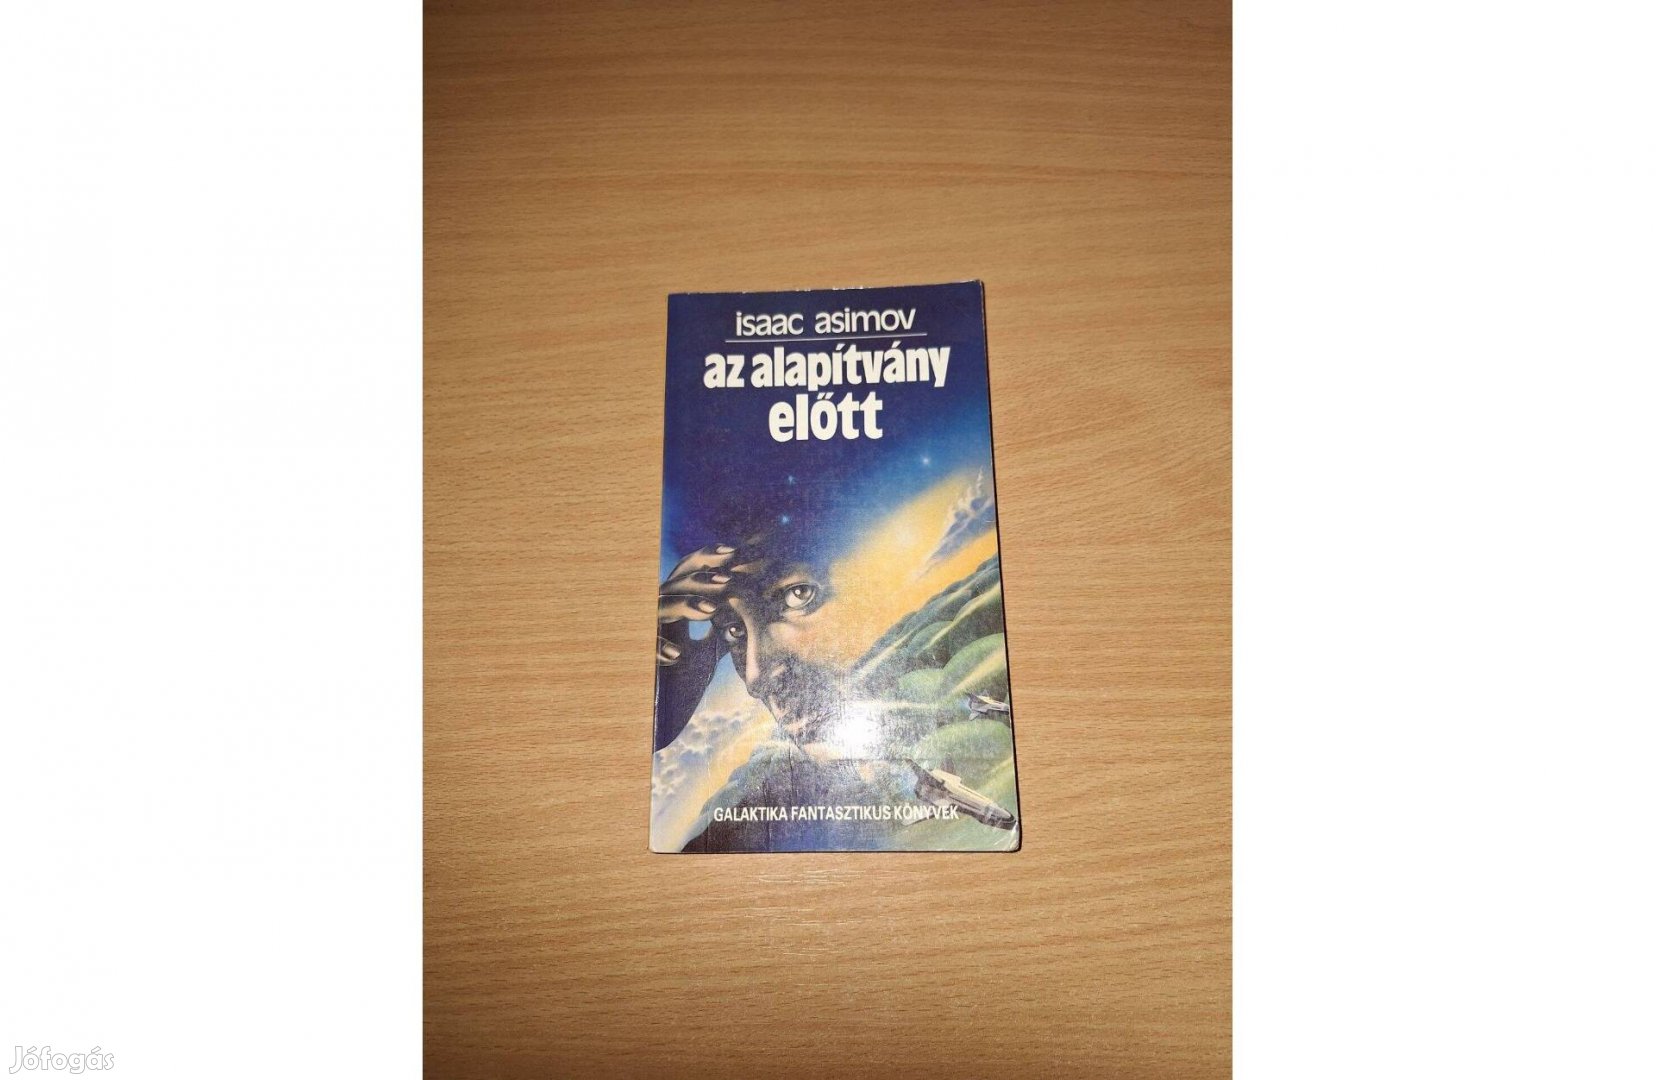 isaac asimov
az alapítvány
előtt
GALAKTIKA FANTASZTIKUS KÖNYVEK
Jófogás